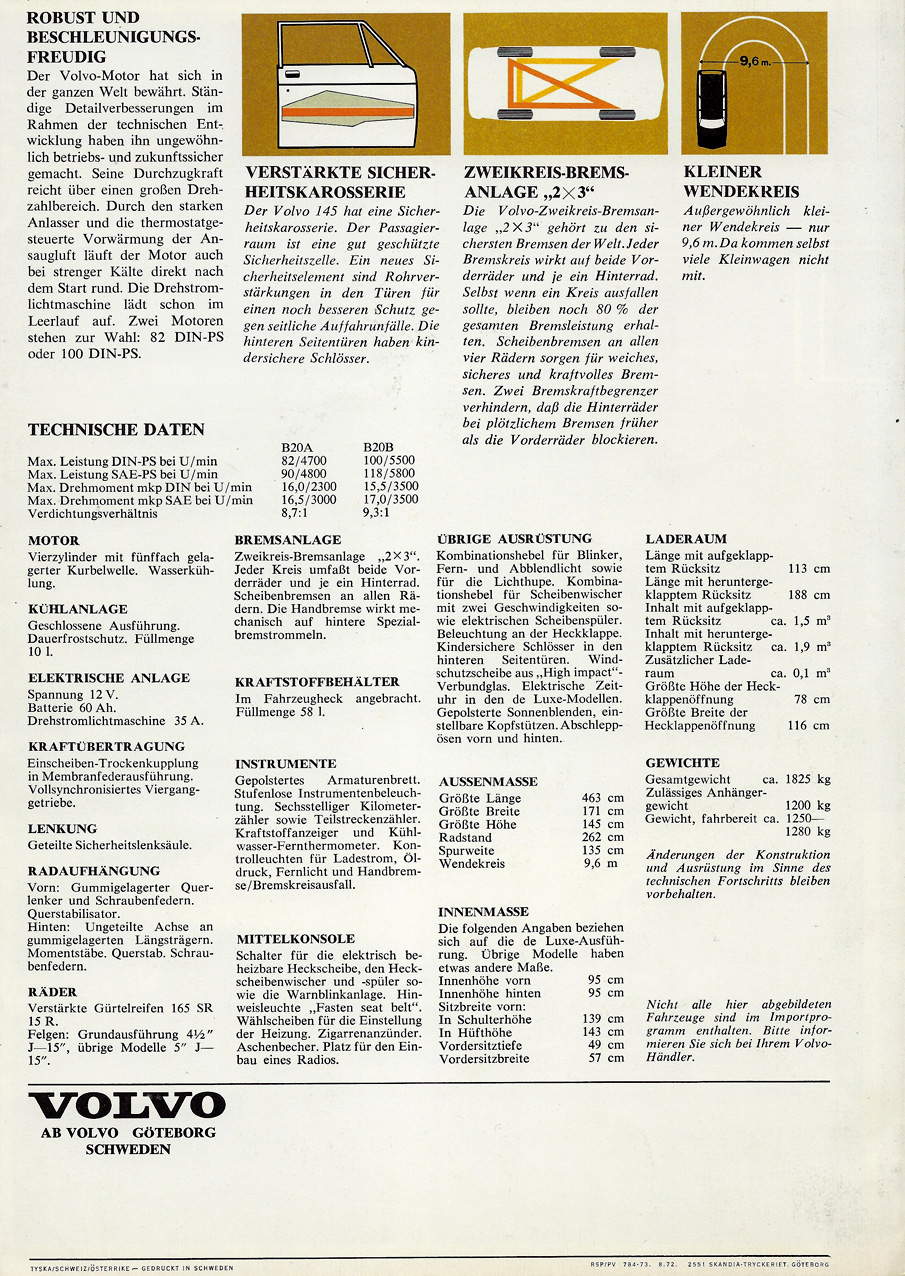 ROBUST UND
BESCHLEUNIGUNGS-
FREUDIG
Der Volvo-Motor hat sich in
der ganzen Welt bewährt. Stän-
dige Detailverbesserungen im
Rahmen der technischen Ent-
wicklung haben ihn ungewöhn-
lich betriebs- und zukunftssicher
gemacht. Seine Durchzugkraft
reicht über einen großen Dreh-
zahlbereich. Durch den starken
Anlasser und die thermostatge-
steuerte Vorwärmung der An-
saugluft läuft der Motor auch
bei strenger Kälte direkt nach
dem Start rund. Die Drehstrom-
lichtmaschine lädt schon im
Leerlauf auf. Zwei Motoren
stehen zur Wahl: 82 DIN-PS
oder 100 DIN-PS.
VERSTÄRKTE SICHER-
HEITSKAROSSERIE
Der Volvo 145 hat eine Sicher-
heitskarosserie. Der Passagier-
raum ist eine gut geschützte
Sicherheitszelle. Ein neues Si-
cherheitselement sind Rohrver-
stärkungen in den Türen für
einen noch besseren Schutz ge-
gen seitliche Auffahrunfälle. Die
hinteren Seitentüren haben kin-
dersichere Schlösser.
ZWEIKREIS-BREMS-
ANLAGE „2×3“
Die Volvo-Zweikreis-Bremsan-
lage „2×3“ gehört zu den si-
chersten Bremsen der Welt. Jeder
Bremskreis wirkt auf beide Vor-
derräder und je ein Hinterrad.
Selbst wenn ein Kreis ausfallen
sollte, bleiben noch 80 % der
gesamten Bremsleistung erhal-
ten. Scheibenbremsen an allen
vier Rädern sorgen für weiches,
sicheres und kraftvolles Brem-
sen. Zwei Bremskraftbegrenzer
verhindern, daß die Hinterräder
bei plötzlichem Bremsen früher
als die Vorderräder blockieren.
9,6 m.
KLEINER
WENDEKREIS
Außergewöhnlich klei-
ner Wendekreis — nur
9,6 m. Da kommen selbst
viele Kleinwagen nicht
mit.
TECHNISCHE DATEN
B20A B20B
Max. Leistung DIN-PS bei U/min 82/4700 100/5500
Max. Leistung SAE-PS bei U/min 90/4800 118/5800
Max. Drehmoment mkp DIN bei U/min 16,0/2300 15,5/3500
Max. Drehmoment mkp SAE bei U/min 16,5/3000 17,0/3500
Verdichtungsverhältnis 8,7:1 9,3:1
MOTOR
Vierzylinder mit fünffach gela-
gerter Kurbelwelle. Wasserküh-
lung.
KÜHLANLAGE
Geschlossene Ausführung.
Dauerfrostschutz. Füllmenge
10 l.
ELEKTRISCHE ANLAGE
Spannung 12 V.
Batterie 60 Ah.
Drehstromlichtmaschine 35 A.
KRAFTÜBERTRAGUNG
Einscheiben-Trockenkupplung
in Membranfederausführung.
Vollsynchronisiertes Viergang-
getriebe.
LENKUNG
Geteilte Sicherheitslenksäule.
RADAUFHÄNGUNG
Vorn: Gummigelagerter Quer-
lenker und Schraubenfedern.
Querstabilisator.
Hinten: Ungeteilte Achse an
gummigelagerten Längsträgern.
Momentstäbe. Querstab. Schrau-
benfedern.
RÄDER
Verstärkte Gürtelreifen 165 SR
15 R.
Felgen: Grundausführung 4½″
J—15″, übrige Modelle 5″ J—
15″.
BREMSANLAGE
Zweikreis-Bremsanlage „2×3“.
Jeder Kreis umfaßt beide Vor-
derräder und je ein Hinterrad.
Scheibenbremsen an allen Rä-
dern. Die Handbremse wirkt me-
chanisch auf hintere Spezial-
bremstrommeln.
KRAFTSTOFFBEHÄLTER
Im Fahrzeugheck angebracht.
Füllmenge 58 l.
INSTRUMENTE
Gepolstertes Armaturenbrett.
Stufenlose Instrumentenbeleuch-
tung. Sechsstelliger Kilometer-
zähler sowie Teilstreckenzähler.
Kraftstoffanzeiger und Kühl-
wasser-Fernthermometer. Kon-
trolleuchten für Ladestrom, Öl-
druck, Fernlicht und Handbrem-
se/Bremskreisausfall.
MITTELKONSOLE
Schalter für die elektrisch be-
heizbare Heckscheibe, den Heck-
scheibenwischer und -spüler so-
wie die Warnblinkanlage. Hin-
weisleuchte „Fasten seat belt“.
Wählscheiben für die Einstellung
der Heizung. Zigarrenanzünder.
Aschenbecher. Platz für den Ein-
bau eines Radios.
ÜBRIGE AUSRÜSTUNG
Kombinationshebel für Blinker,
Fern- und Abblendlicht sowie
für die Lichthupe. Kombina-
tionshebel für Scheibenwischer
mit zwei Geschwindigkeiten so-
wie elektrischen Scheibenspüler.
Beleuchtung an der Heckklappe.
Kindersichere Schlösser in den
hinteren Seitentüren. Wind-
schutzscheibe aus „High impact“-
Verbundglas. Elektrische Zeit-
uhr in den de Luxe-Modellen.
Gepolsterte Sonnenblenden, ein-
stellbare Kopfstützen. Abschlepp-
ösen vorn und hinten.
AUSSENMASSE
Größte Länge 463 cm
Größte Breite 171 cm
Größte Höhe 145 cm
Radstand 262 cm
Spurweite 135 cm
Wendekreis 9,6 m
INNENMASSE
Die folgenden Angaben beziehen
sich auf die de Luxe-Ausfüh-
rung. Übrige Modelle haben
etwas andere Maße.
Innenhöhe vorn 95 cm
Innenhöhe hinten 95 cm
Sitzbreite vorn:
In Schulterhöhe 139 cm
In Hüfthöhe 143 cm
Vordersitztiefe 49 cm
Vordersitzbreite 57 cm
LADERAUM
Länge mit aufgeklapp-
tem Rücksitz 113 cm
Länge mit herunterge-
klapptem Rücksitz 188 cm
Inhalt mit aufgeklapp-
tem Rücksitz ca. 1,5 m³
Inhalt mit herunterge-
klapptem Rücksitz ca. 1,9 m³
Zusätzlicher Lade-
raum ca. 0,1 m³
Größte Höhe der Heck-
klappenöffnung 78 cm
Größte Breite der
Hecklappenöffnung 116 cm
GEWICHTE
Gesamtgewicht ca. 1825 kg
Zulässiges Anhänger-
gewicht 1200 kg
Gewicht, fahrbereit ca. 1250—
1280 kg
Änderungen der Konstruktion
und Ausrüstung im Sinne des
technischen Fortschritts bleiben
vorbehalten.
Nicht alle hier abgebildeten
Fahrzeuge sind im Importpro-
gramm enthalten. Bitte infor-
mieren Sie sich bei Ihrem Volvo-
Händler.
VOLVO
AB VOLVO GÖTEBORG
SCHWEDEN
TYSKA/SCHWEIZ/ÖSTERRIKE — GEDRUCKT IN SCHWEDEN
RSP/PV 784-73. 8.72. 2551 SKANDIA-TRYCKERIET. GÖTEBORG